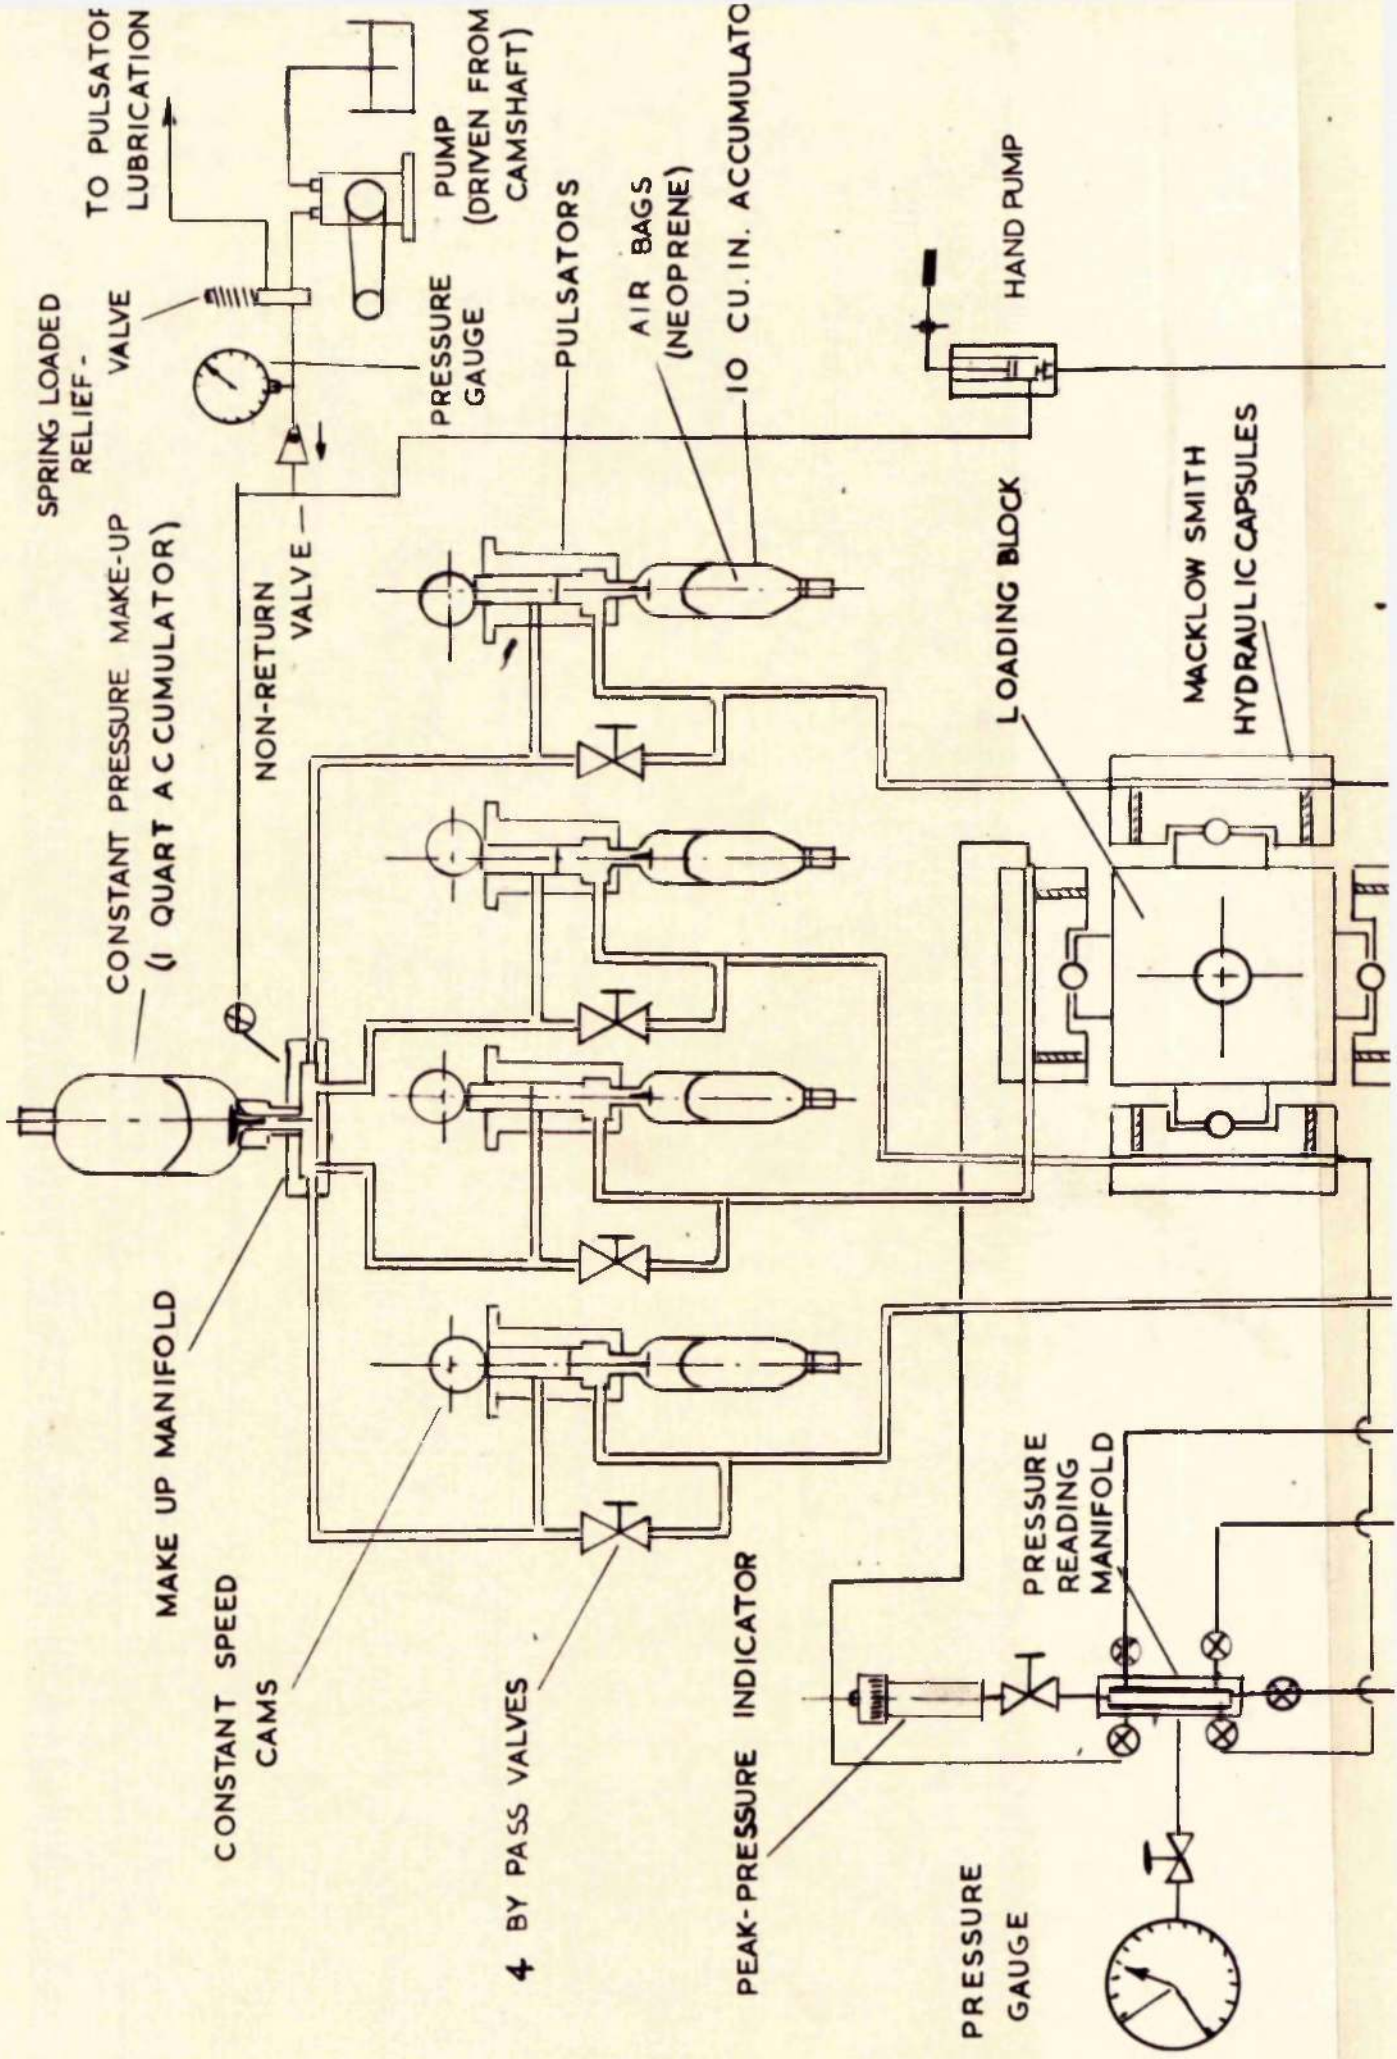 SPRING LOADED
RELIEF-
VALVE
TO PULSATOR
LUBRICATION
CONSTANT PRESSURE MAKE-UP
(1 QUART ACCUMULATOR)
NON-RETURN
VALVE
PRESSURE
GAUGE
PUMP
(DRIVEN FROM
CAMSHAFT)
MAKE UP MANIFOLD
PULSATORS
CONSTANT SPEED
CAMS
AIR BAGS
(NEOPRENE)
10 CU.IN. ACCUMULATO
4 BY PASS VALVES
HAND PUMP
PEAK-PRESSURE INDICATOR
LOADING BLOCK
PRESSURE
READING
MANIFOLD
MACKLOW SMITH
HYDRAULIC CAPSULES
PRESSURE
GAUGE